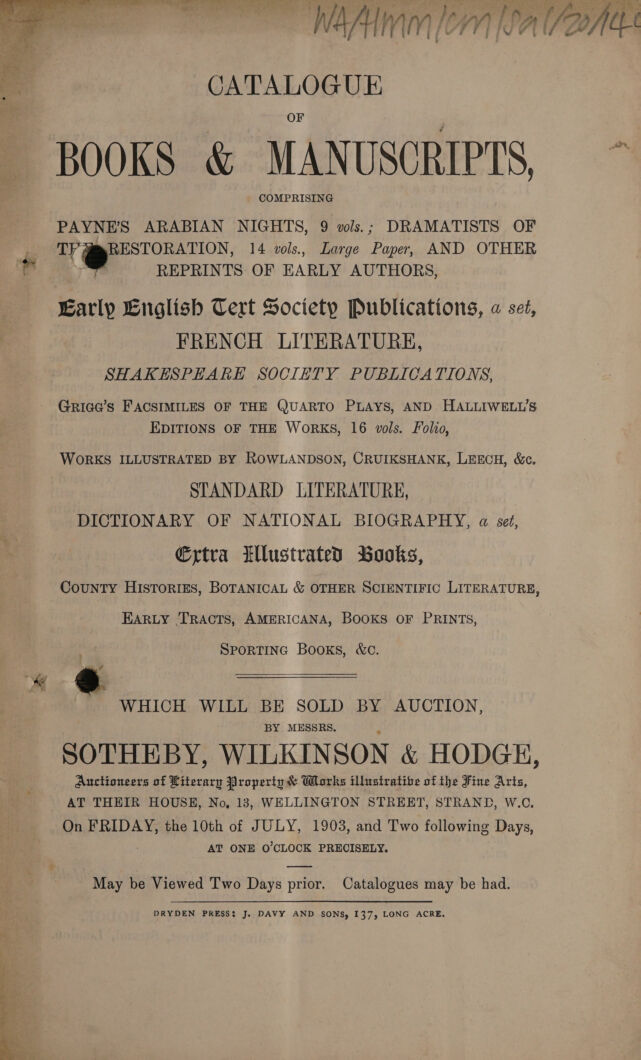 WA/HMM/CM/Sal/20/14
CATALOGUE
OF
BOOKS & MANUSCRIPTS,
COMPRISING
PAYNE'S ARABIAN NIGHTS, 9 vols.; DRAMATISTS OF
RESTORATION, 14 vols., Large Paper, AND OTHER
REPRINTS OF EARLY AUTHORS,
Early English Text Society Publications, a set,
FRENCH LITERATURE,
SHAKESPEARE SOCIETY PUBLICATIONS,
GRIGG'S FACSIMILES OF THE QUARTO PLAYS, AND HALLIWELL'S
EDITIONS OF THE WORKS, 16 vols. Folio,
WORKS ILLUSTRATED BY ROWLANDSON, CRUIKSHANK, LEECH, &c.
STANDARD LITERATURE,
DICTIONARY OF NATIONAL BIOGRAPHY, a set,
Extra Illustrated Books,
COUNTY HISTORIES, BOTANICAL & OTHER SCIENTIFIC LITERATURE,
EARLY TRACTS, AMERICANA, BOOKS OF PRINTS,
SPORTING BOOKS, &C.
WHICH WILL BE SOLD BY AUCTION,
BY MESSRS.
SOTHEBY, WILKINSON & HODGE,
Auctioneers of Literary Property & Works illustrative of the Fine Arts,
AT THEIR HOUSE, No. 13, WELLINGTON STREET, STRAND, W.C.
On FRIDAY, the 10th of JULY, 1903, and Two following Days,
AT ONE O'CLOCK PRECISELY.
May be Viewed Two Days prior. Catalogues may be had.
DRYDEN PRESS: J. DAVY AND SONS, 137, LONG ACRE.